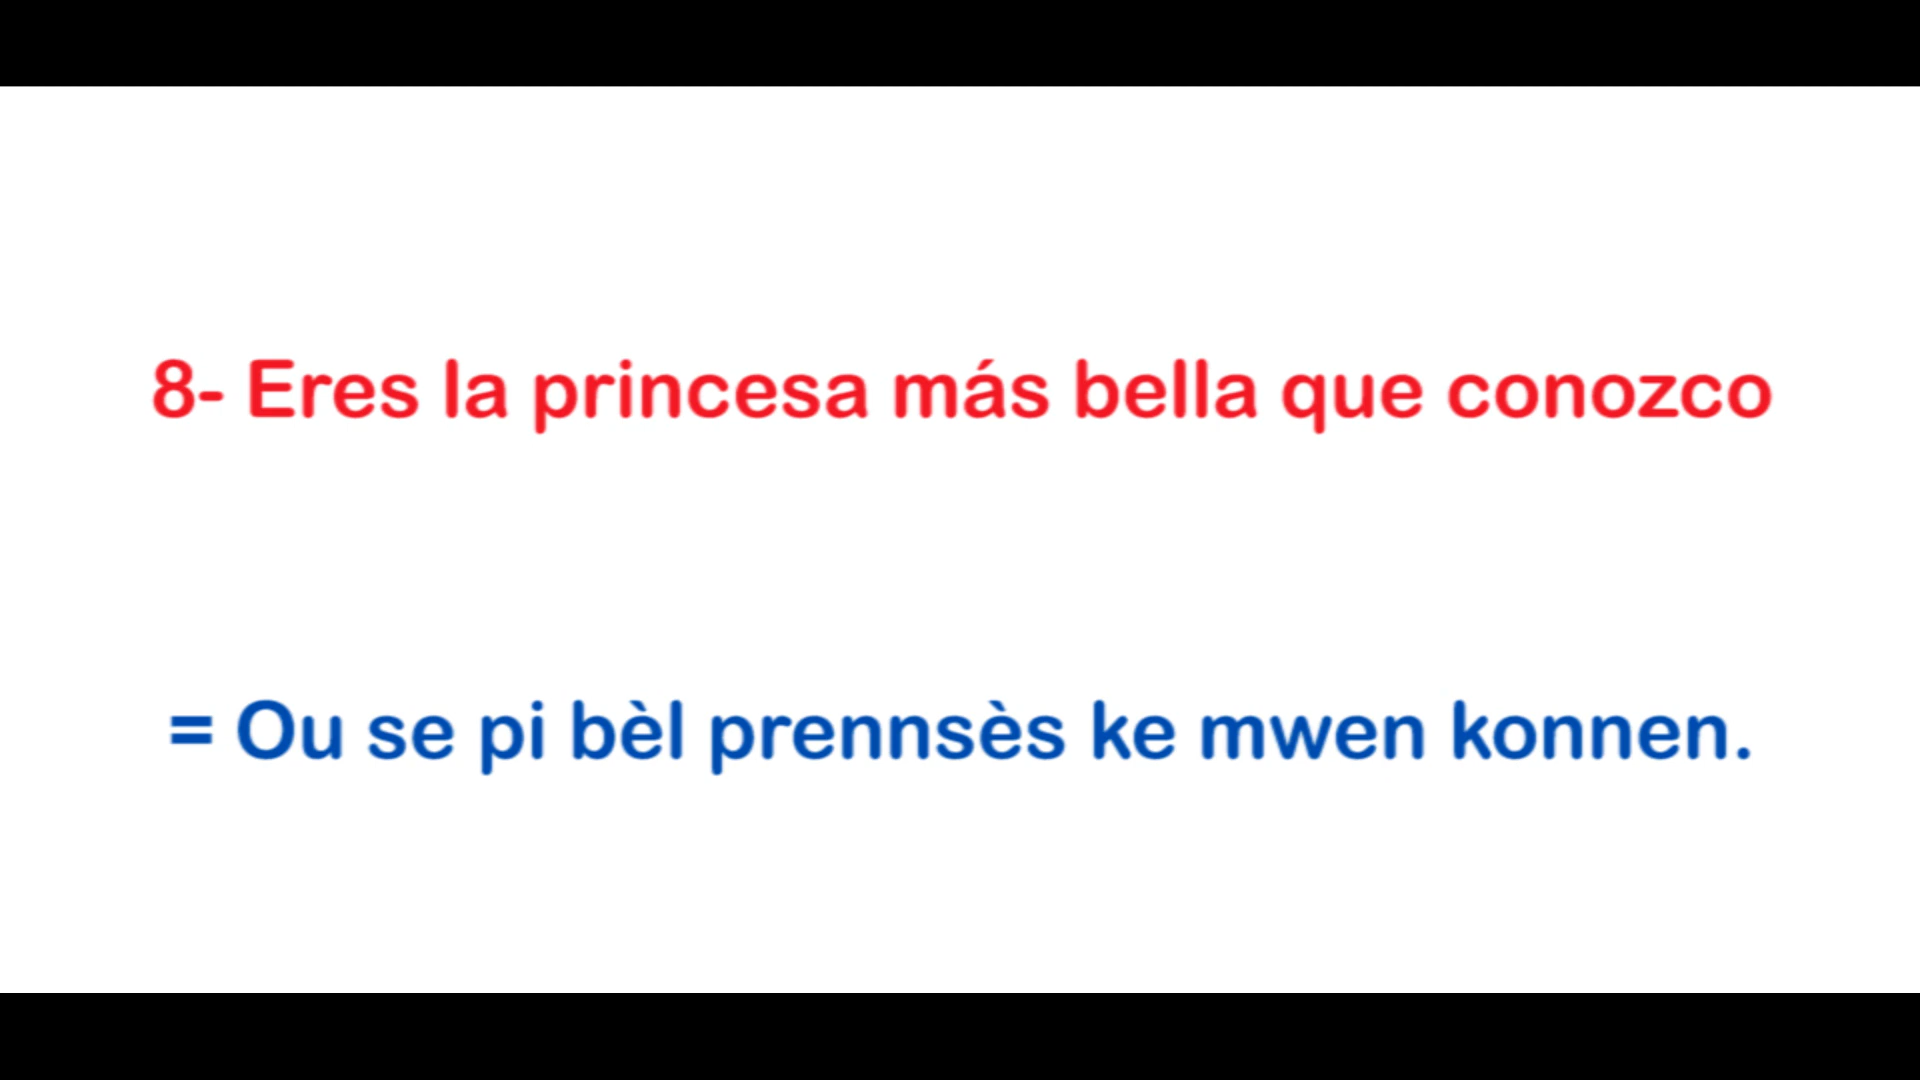 8- Eres la princesa más bella que conozco
= Ou se pi bèl prennsès ke mwen konnen.